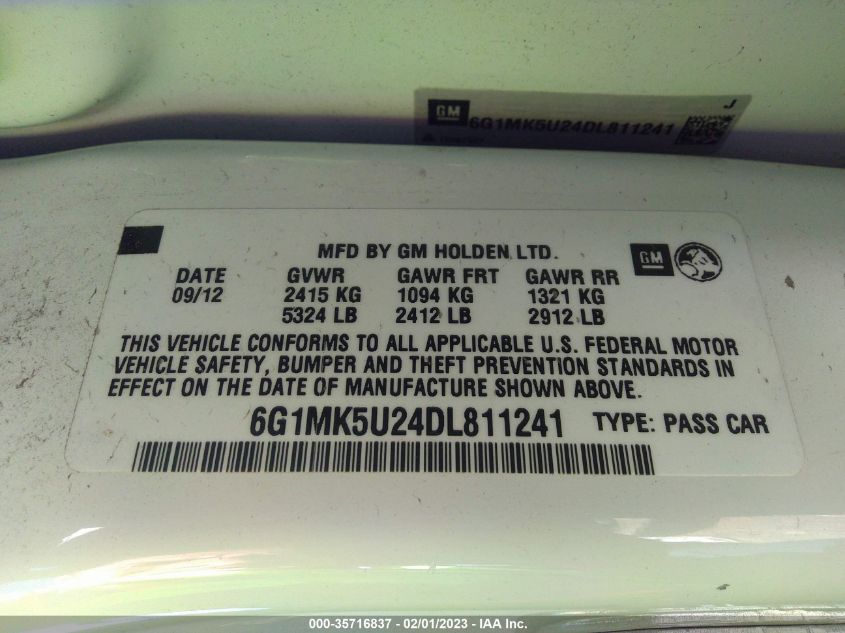 GM
J
6G1MK5U24DL811241
MFD BY GM HOLDEN LTD.
GM
DATE GVWR GAWR FRT GAWR RR
09/12 2415 KG 1094 KG 1321 KG
5324 LB 2412 LB 2912 LB
THIS VEHICLE CONFORMS TO ALL APPLICABLE U.S. FEDERAL MOTOR
VEHICLE SAFETY, BUMPER AND THEFT PREVENTION STANDARDS IN
EFFECT ON THE DATE OF MANUFACTURE SHOWN ABOVE.
6G1MK5U24DL811241 TYPE: PASS CAR
000-35716837 - 02/01/2023 - IAA Inc.